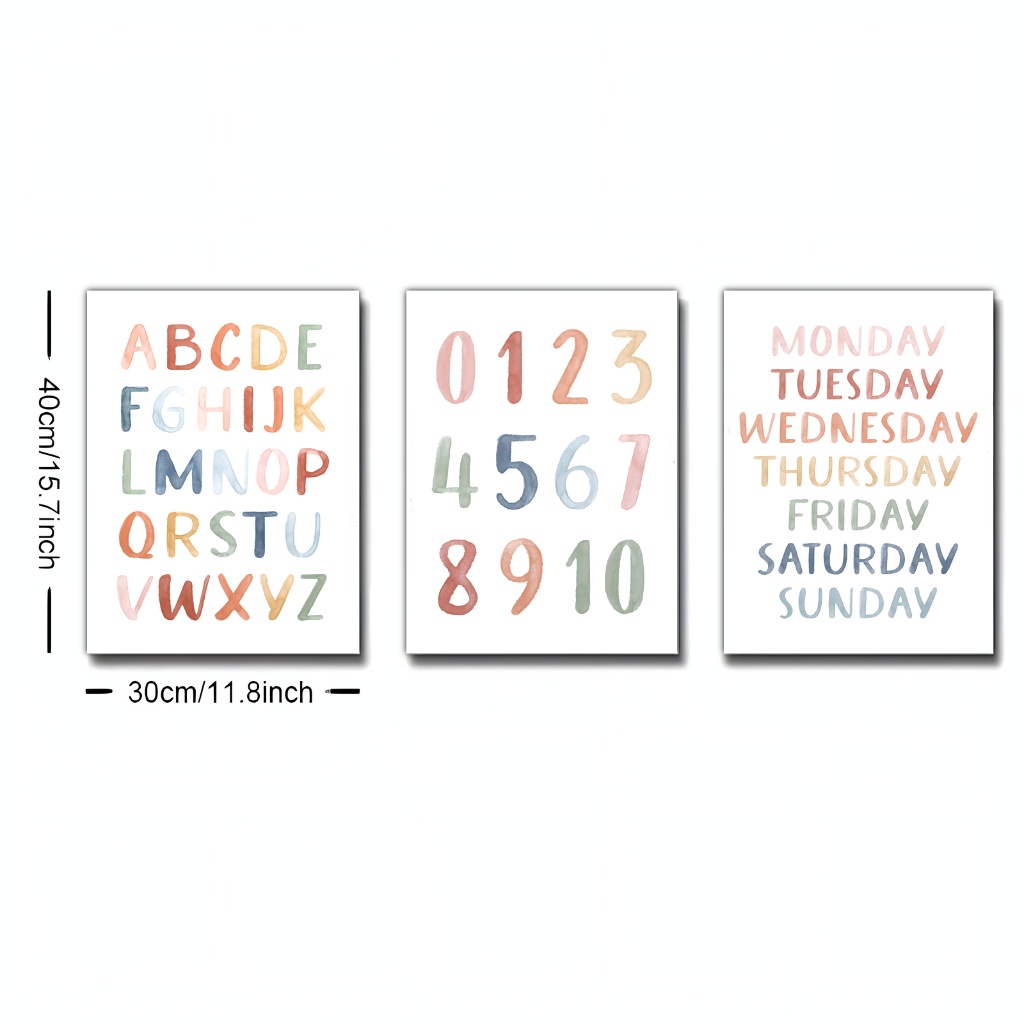 ABCDE
FGHIJK
LMNOP
QRSTU
VWXYZ
0123
4567
8910
MONDAY
TUESDAY
WEDNESDAY
THURSDAY
FRIDAY
SATURDAY
SUNDAY
40cm/15.7inch
30cm/11.8inch